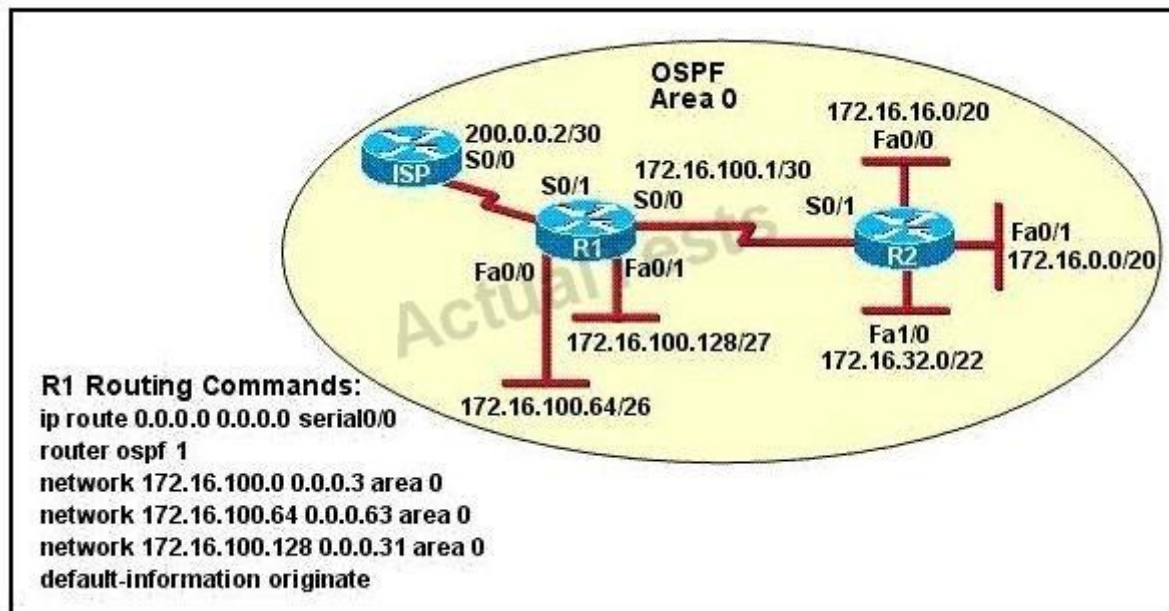 OSPF
Area 0
172.16.16.0/20
Fa0/0
200.0.0.2/30
S0/0
ISP
172.16.100.1/30
S0/1
S0/0
S0/1
R1
R2
Fa0/1
172.16.0.0/20
Fa0/0
Fa0/1
Actual Tests
172.16.100.128/27
Fa1/0
172.16.32.0/22
172.16.100.64/26
R1 Routing Commands:
ip route 0.0.0.0 0.0.0.0 serial0/0
router ospf 1
network 172.16.100.0 0.0.0.3 area 0
network 172.16.100.64 0.0.0.63 area 0
network 172.16.100.128 0.0.0.31 area 0
default-information originate